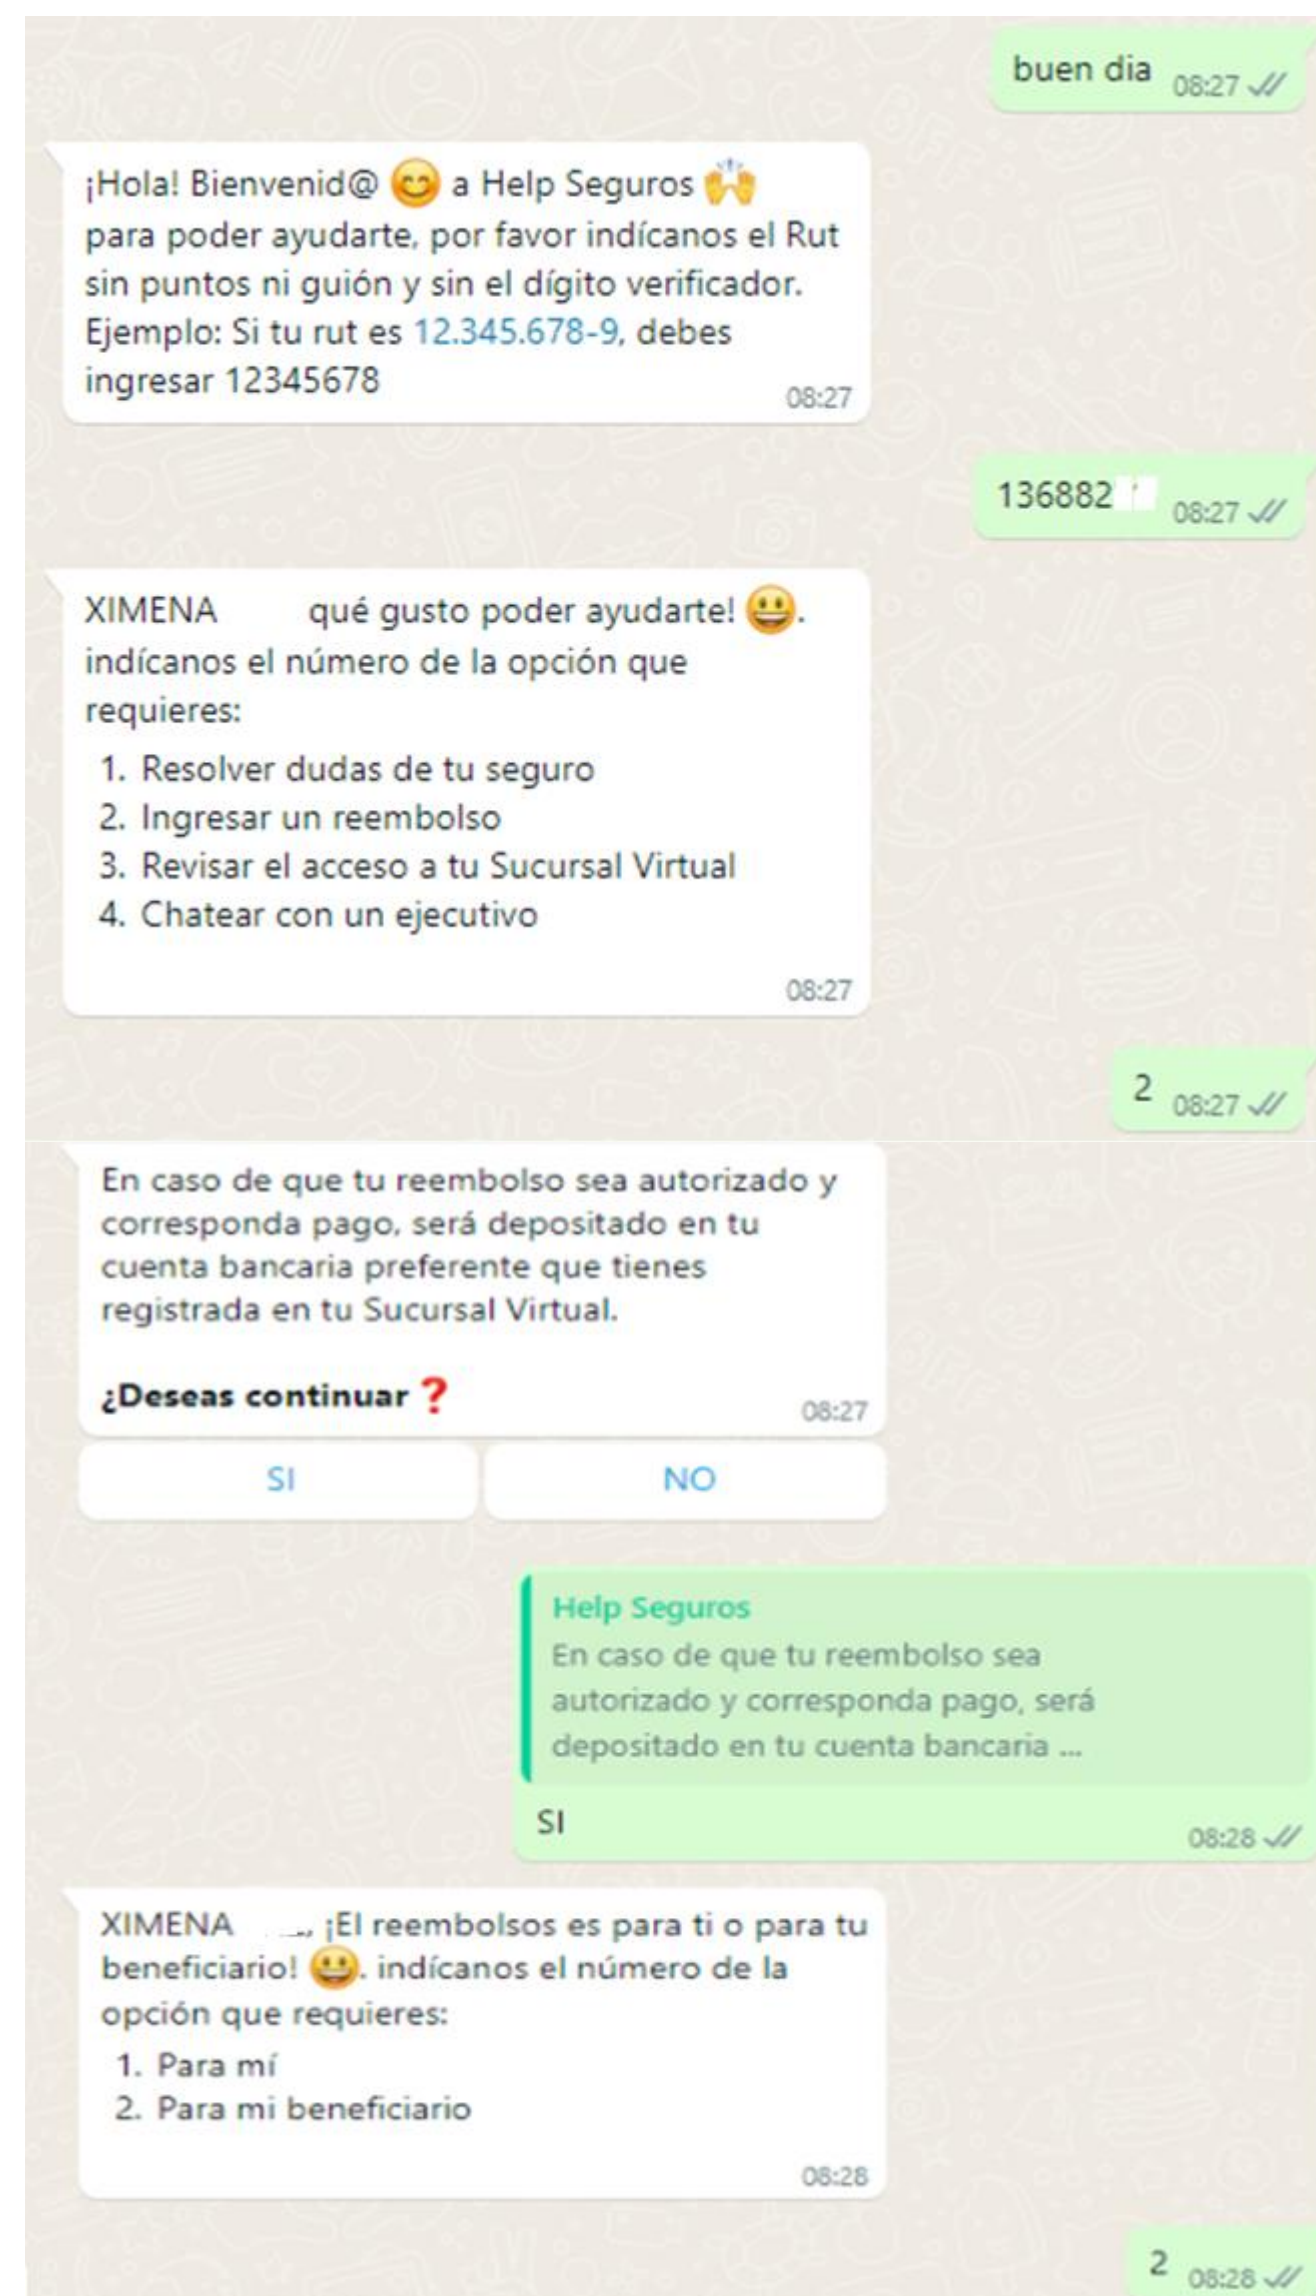 buen dia 08:27
¡Hola! Bienvenid@ 😊 a Help Seguros 🙌
para poder ayudarte, por favor indícanos el Rut
sin puntos ni guión y sin el dígito verificador.
Ejemplo: Si tu rut es 12.345.678-9, debes
ingresar 12345678
08:27
136882 08:27
XIMENA qué gusto poder ayudarte! 😃.
indícanos el número de la opción que
requieres:
1. Resolver dudas de tu seguro
2. Ingresar un reembolso
3. Revisar el acceso a tu Sucursal Virtual
4. Chatear con un ejecutivo
08:27
2 08:27
En caso de que tu reembolso sea autorizado y
corresponda pago, será depositado en tu
cuenta bancaria preferente que tienes
registrada en tu Sucursal Virtual.
¿Deseas continuar ❓
08:27
SI NO
Help Seguros
En caso de que tu reembolso sea
autorizado y corresponda pago, será
depositado en tu cuenta bancaria ...
SI 08:28
XIMENA , ¡El reembolsos es para ti o para tu
beneficiario! 😃. indícanos el número de la
opción que requieres:
1. Para mí
2. Para mi beneficiario
08:28
2 08:28